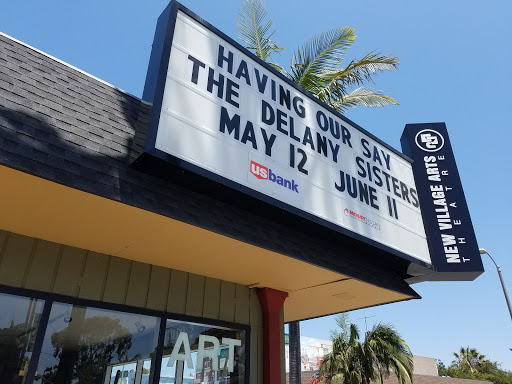 HAVING OUR SAY
THE DELANY SISTERS
MAY 12 JUNE 11
usbank
NEW VILLAGE ARTS
THEATRE
ART